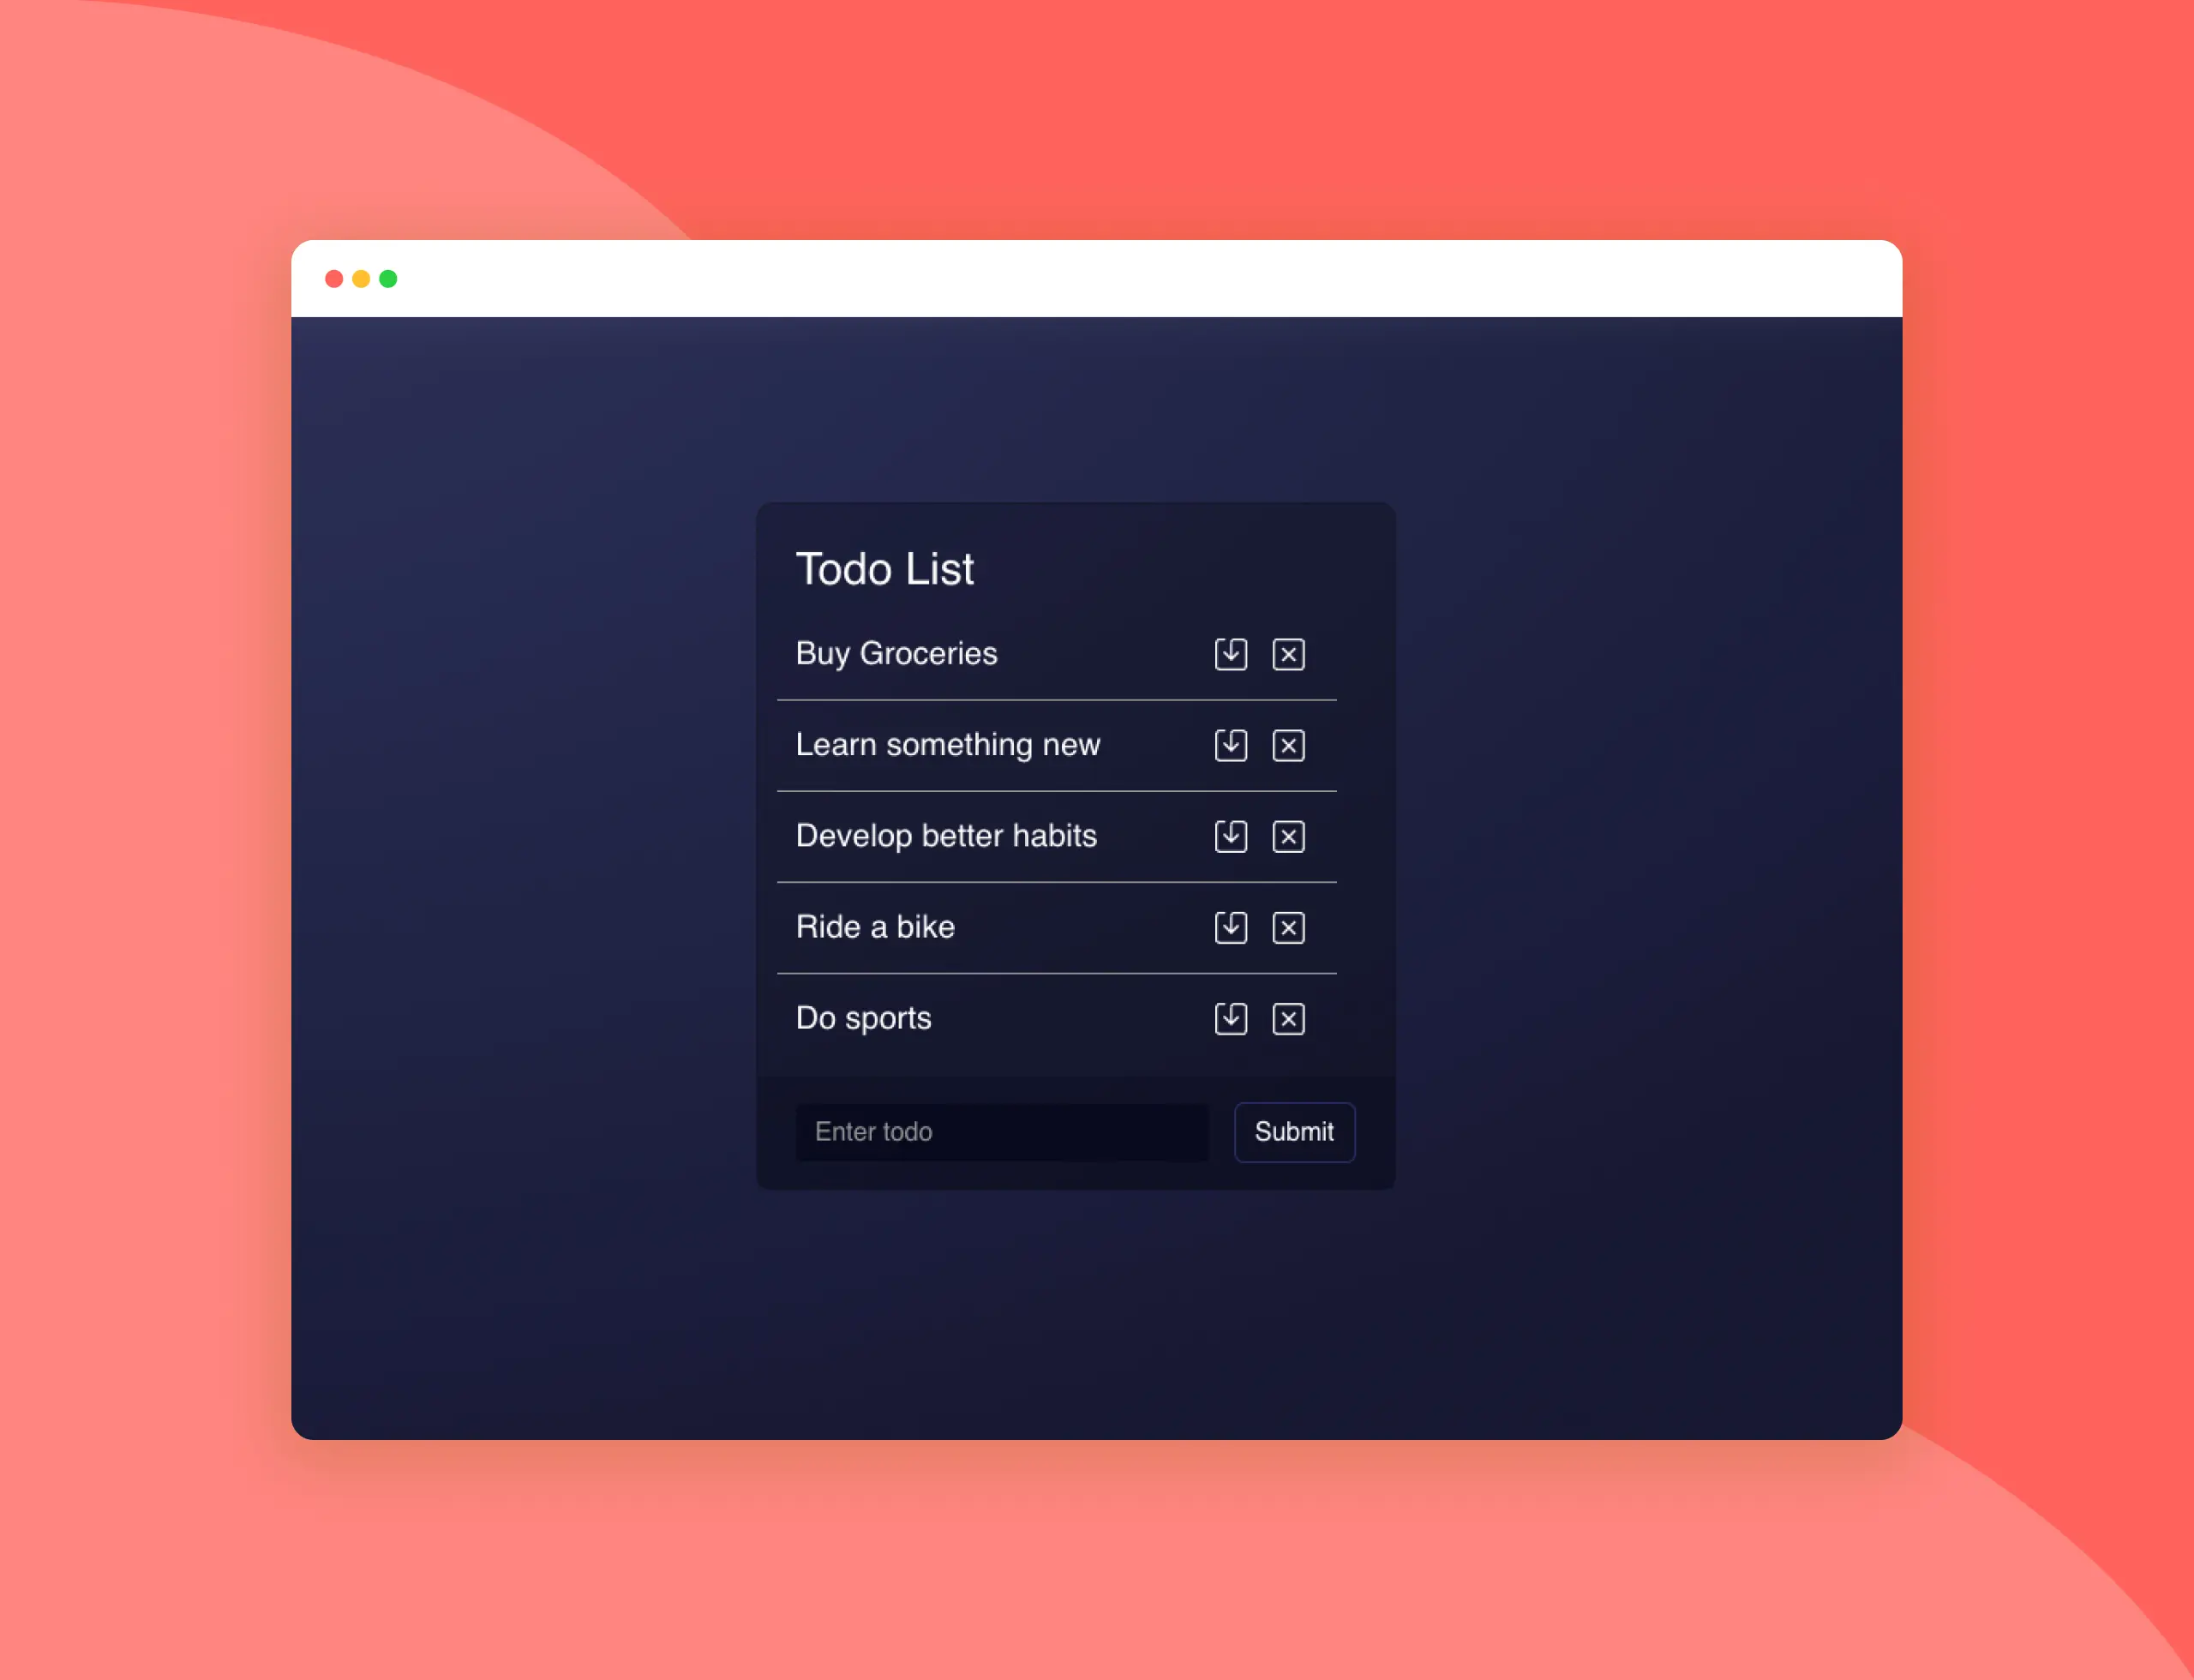 Todo List
Buy Groceries
Learn something new
Develop better habits
Ride a bike
Do sports
Enter todo
Submit